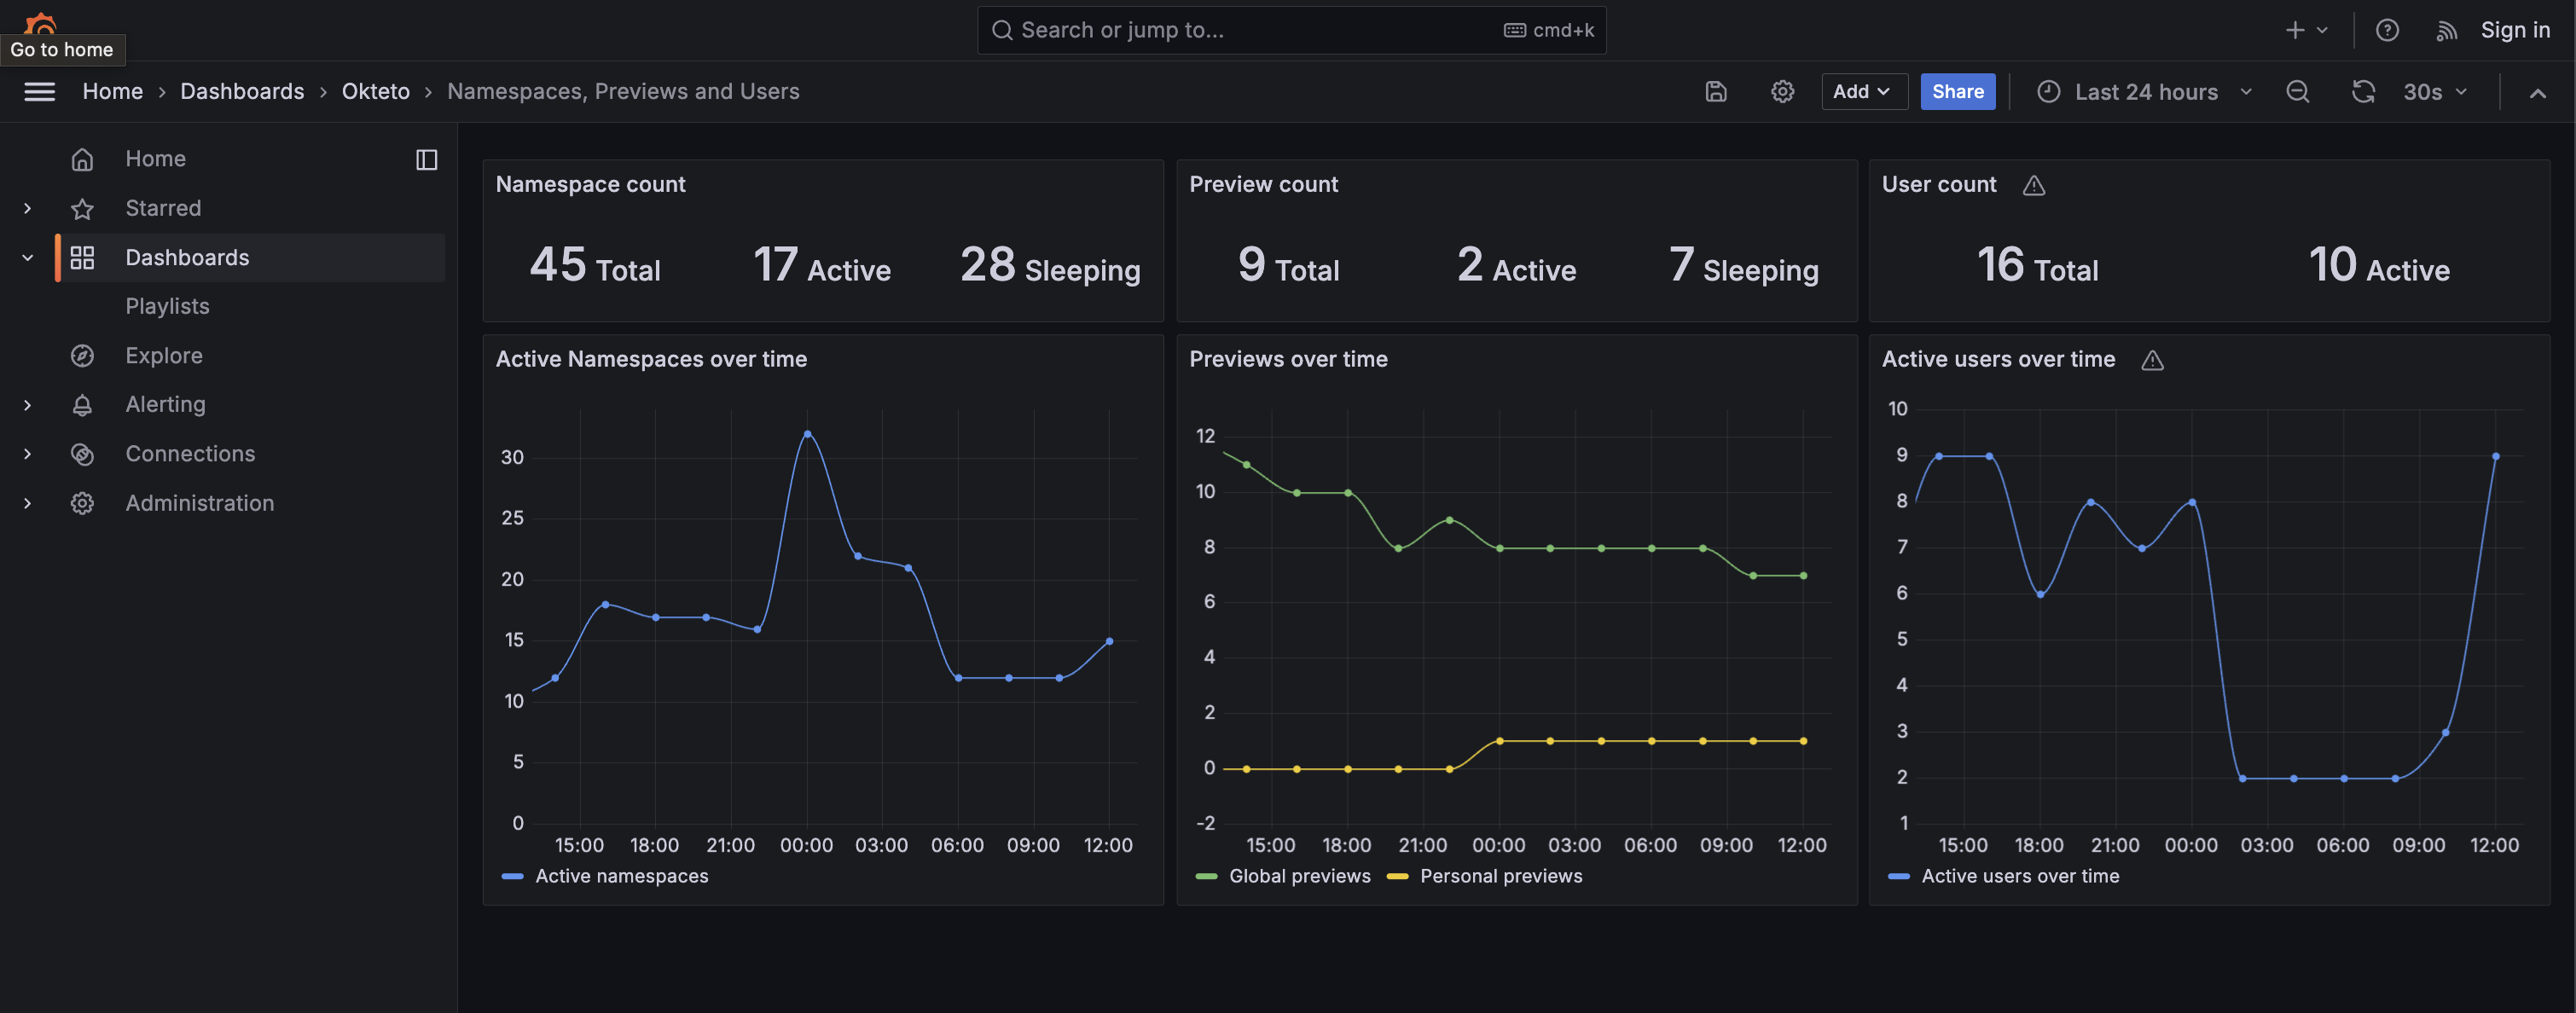 Search or jump to...
cmd+k
Sign in
Go to home
Home
Dashboards
Okteto
Namespaces, Previews and Users
Add
Share
Last 24 hours
30s
Home
Starred
Dashboards
Playlists
Explore
Alerting
Connections
Administration
Namespace count
45 Total
17 Active
28 Sleeping
Preview count
9 Total
2 Active
7 Sleeping
User count
16 Total
10 Active
Active Namespaces over time
30
25
20
15
10
5
0
15:00 18:00 21:00 00:00 03:00 06:00 09:00 12:00
Active namespaces
Previews over time
12
10
8
6
4
2
0
-2
15:00 18:00 21:00 00:00 03:00 06:00 09:00 12:00
Global previews Personal previews
Active users over time
10
9
8
7
6
5
4
3
2
1
15:00 18:00 21:00 00:00 03:00 06:00 09:00 12:00
Active users over time